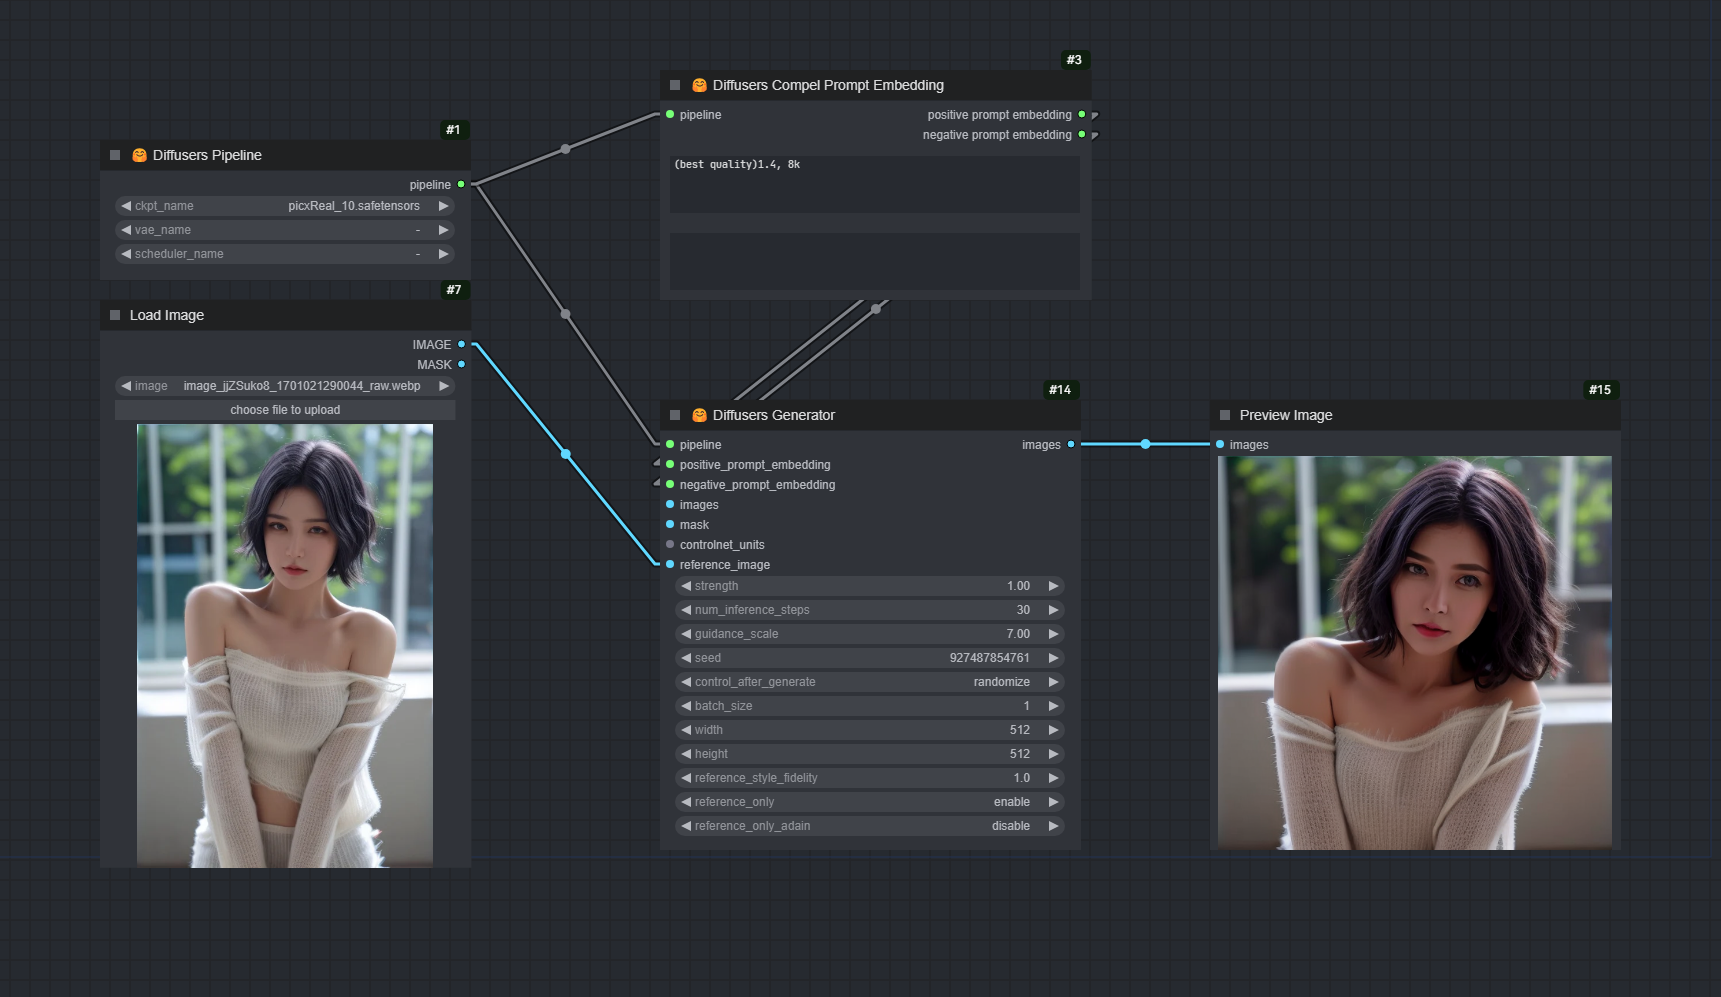 #1
Diffusers Pipeline
pipeline
ckpt_name picxReal_10.safetensors
vae_name -
scheduler_name -
#7
Load Image
IMAGE
MASK
image image_jjZSuko8_1701021290044_raw.webp
choose file to upload
#3
Diffusers Compel Prompt Embedding
pipeline positive prompt embedding
negative prompt embedding
(best quality)1.4, 8k
#14
Diffusers Generator
pipeline images
positive_prompt_embedding
negative_prompt_embedding
images
mask
controlnet_units
reference_image
strength 1.00
num_inference_steps 30
guidance_scale 7.00
seed 927487854761
control_after_generate randomize
batch_size 1
width 512
height 512
reference_style_fidelity 1.0
reference_only enable
reference_only_adain disable
#15
Preview Image
images